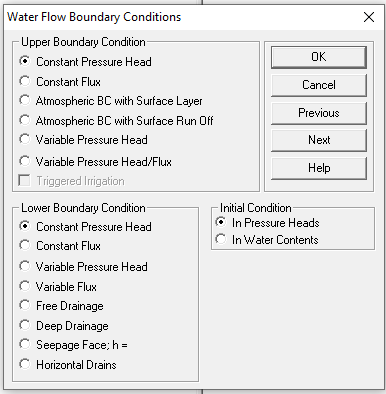 Water Flow Boundary Conditions
Upper Boundary Condition
Constant Pressure Head
Constant Flux
Atmospheric BC with Surface Layer
Atmospheric BC with Surface Run Off
Variable Pressure Head
Variable Pressure Head/Flux
Triggered Irrigation
OK
Cancel
Previous
Next
Help
Lower Boundary Condition
Constant Pressure Head
Constant Flux
Variable Pressure Head
Variable Flux
Free Drainage
Deep Drainage
Seepage Face; h =
Horizontal Drains
Initial Condition
In Pressure Heads
In Water Contents